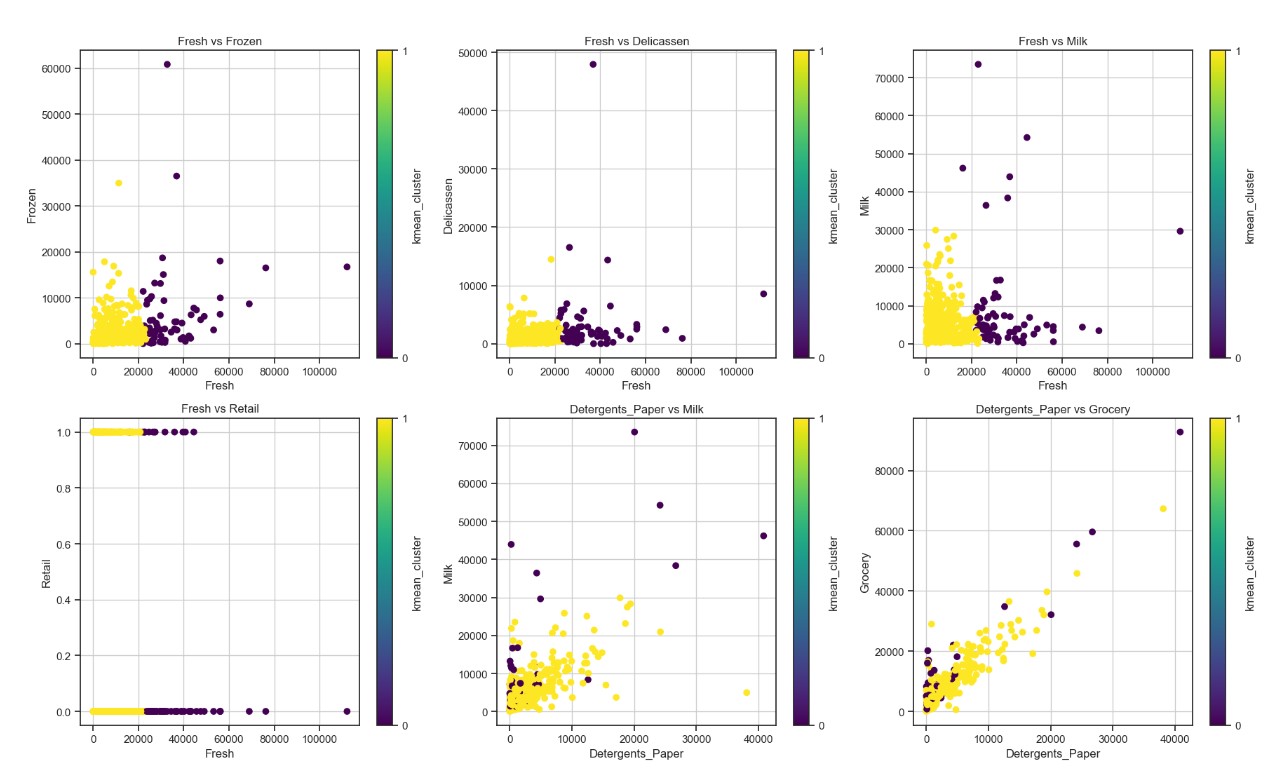 Fresh vs Frozen
60000
50000
40000
30000
20000
10000
0
Frozen
0 20000 40000 60000 80000 100000
Fresh
1
0
kmean_cluster
Fresh vs Delicassen
50000
40000
30000
20000
10000
0
Delicassen
0 20000 40000 60000 80000 100000
Fresh
1
0
kmean_cluster
Fresh vs Milk
70000
60000
50000
40000
30000
20000
10000
0
Milk
0 20000 40000 60000 80000 100000
Fresh
1
0
kmean_cluster
Fresh vs Retail
1.0
0.8
0.6
0.4
0.2
0.0
Retail
0 20000 40000 60000 80000 100000
Fresh
1
0
kmean_cluster
Detergents_Paper vs Milk
70000
60000
50000
40000
30000
20000
10000
0
Milk
0 10000 20000 30000 40000
Detergents_Paper
1
0
kmean_cluster
Detergents_Paper vs Grocery
80000
60000
40000
20000
0
Grocery
0 10000 20000 30000 40000
Detergents_Paper
1
0
kmean_cluster